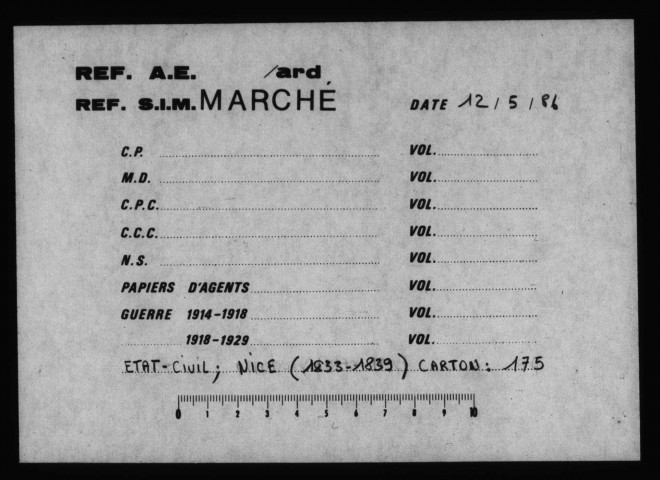 REF. A.E. /ard
REF. S.I.M. MARCHÉ DATE 12/5/86
C.P. VOL.
M.D. VOL.
C.P.C. VOL.
C.C.C. VOL.
N.S. VOL.
PAPIERS D'AGENTS VOL.
GUERRE 1914-1918 VOL.
1918-1929 VOL.
ETAT-CIVIL; NICE (1833-1839) CARTON: 175
0 1 2 3 4 5 6 7 8 9 10